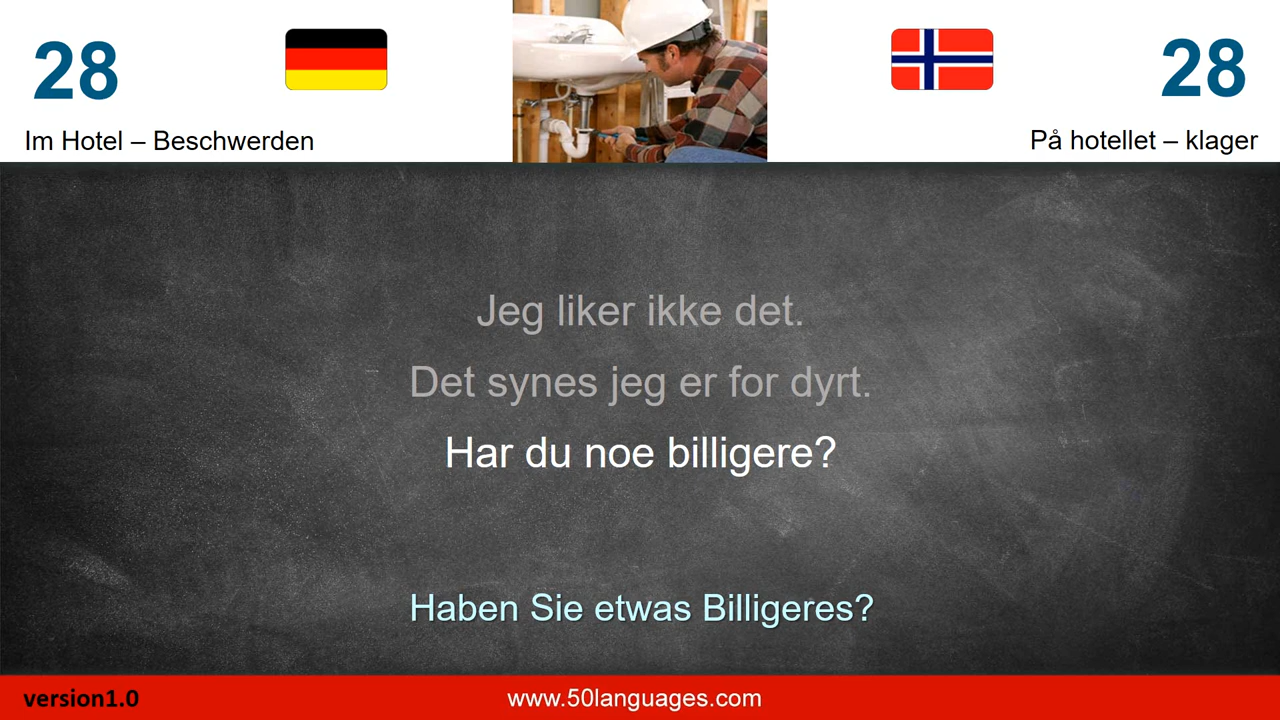 28
28
Im Hotel – Beschwerden
På hotellet – klager
Jeg liker ikke det.
Det synes jeg er for dyrt.
Har du noe billigere?
Haben Sie etwas Billigeres?
version1.0
www.50languages.com